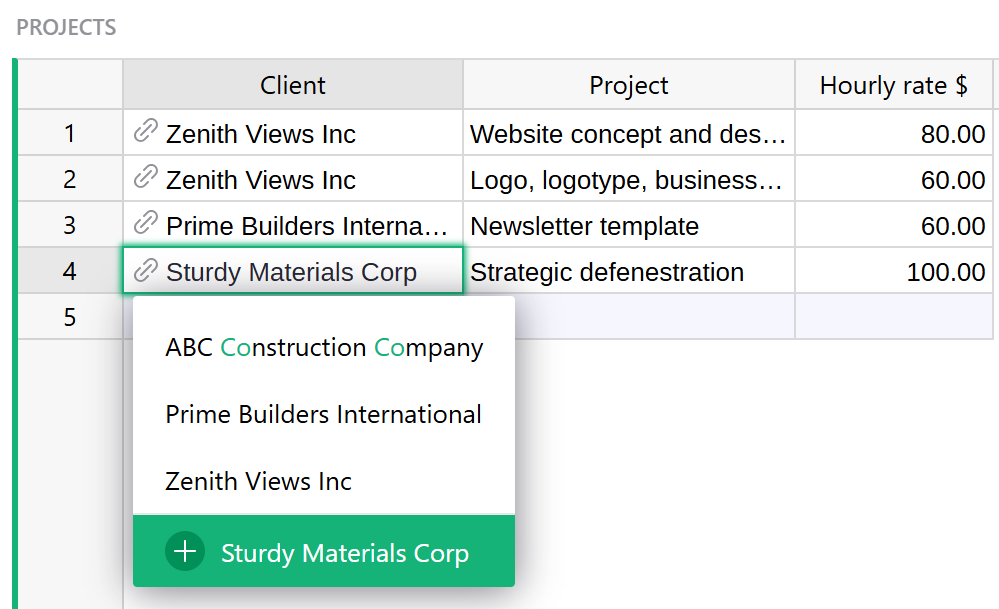 PROJECTS
Client Project Hourly rate $
1 Zenith Views Inc Website concept and des… 80.00
2 Zenith Views Inc Logo, logotype, business… 60.00
3 Prime Builders Interna… Newsletter template 60.00
4 Sturdy Materials Corp Strategic defenestration 100.00
5
ABC Construction Company
Prime Builders International
Zenith Views Inc
+ Sturdy Materials Corp